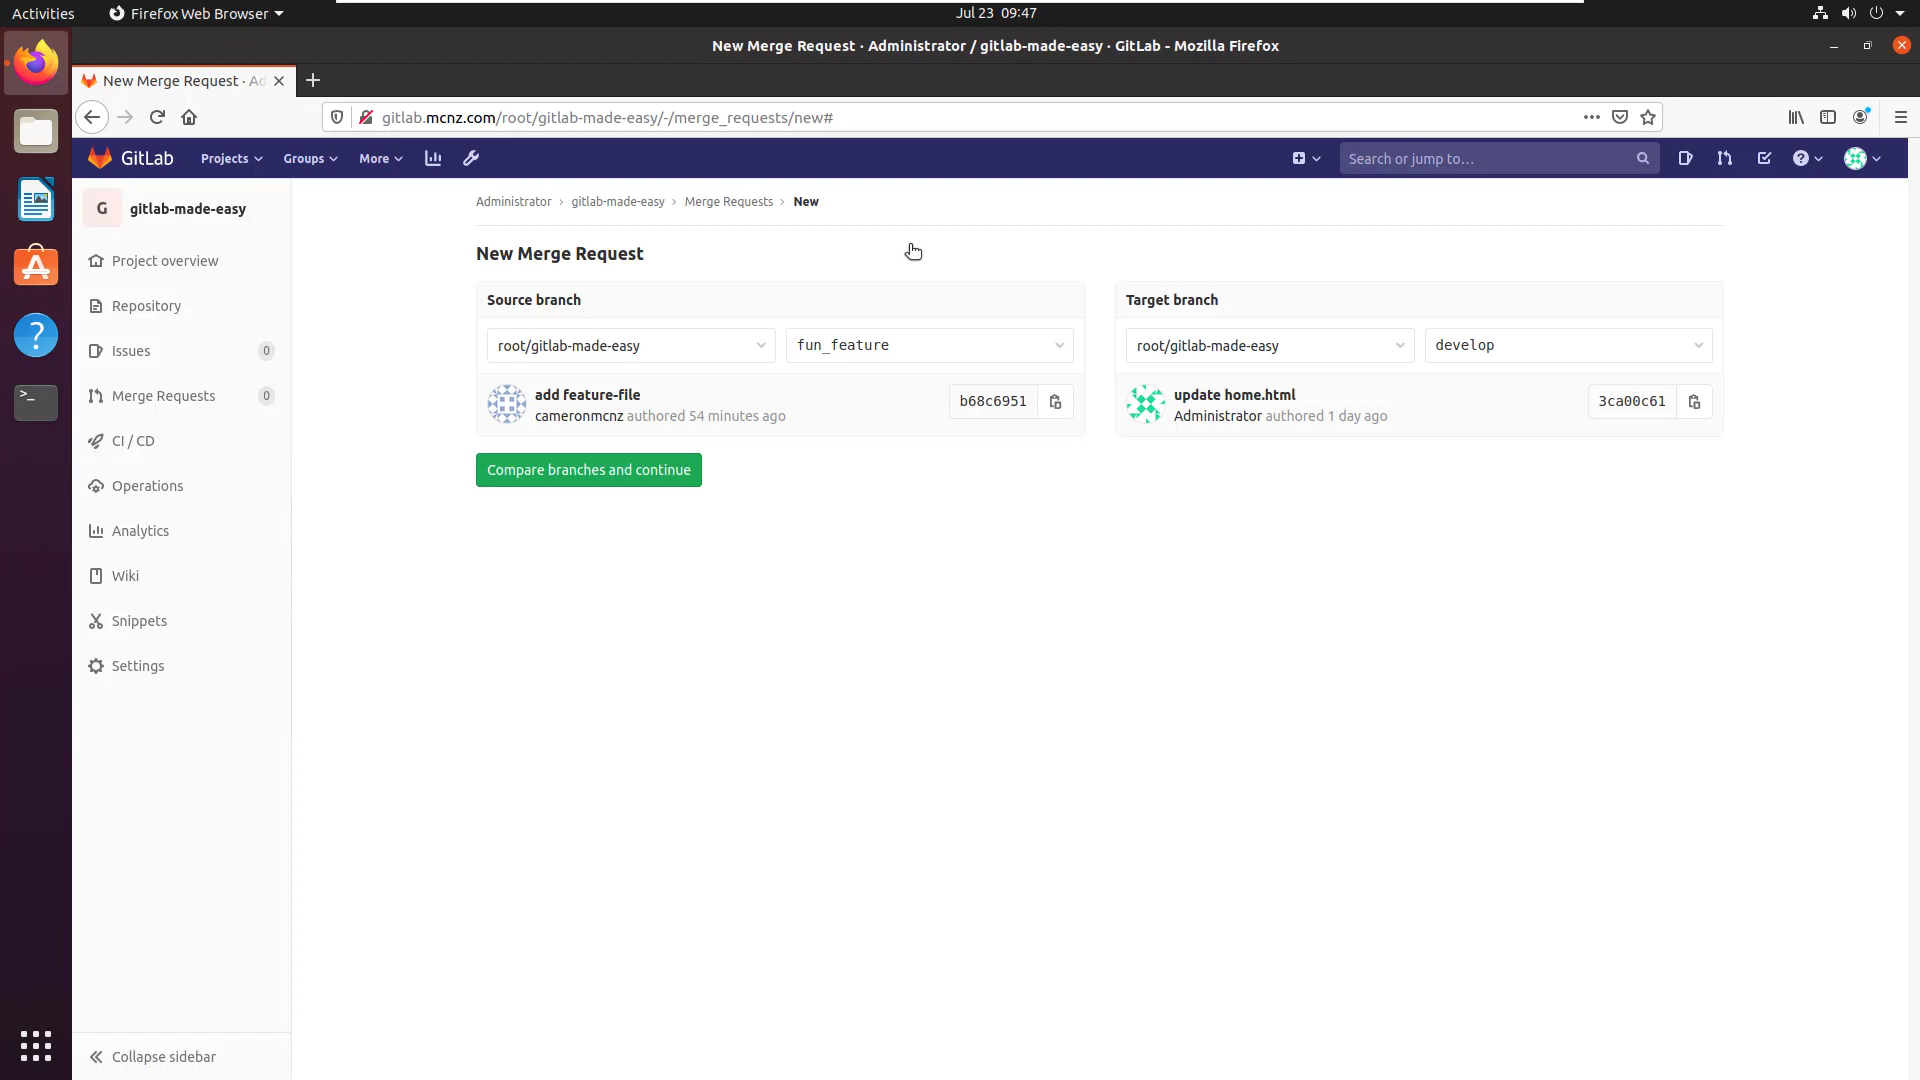 Activities
Firefox Web Browser
Jul 23 09:47
New Merge Request · Administrator / gitlab-made-easy · GitLab - Mozilla Firefox
New Merge Request · Ad
gitlab.mcnz.com/root/gitlab-made-easy/-/merge_requests/new#
GitLab
Projects
Groups
More
Search or jump to…
G
gitlab-made-easy
Project overview
Repository
Issues 0
Merge Requests 0
CI / CD
Operations
Analytics
Wiki
Snippets
Settings
Collapse sidebar
Administrator › gitlab-made-easy › Merge Requests › New
New Merge Request
Source branch
root/gitlab-made-easy
fun_feature
add feature-file
cameronmcnz authored 54 minutes ago
b68c6951
Target branch
root/gitlab-made-easy
develop
update home.html
Administrator authored 1 day ago
3ca00c61
Compare branches and continue